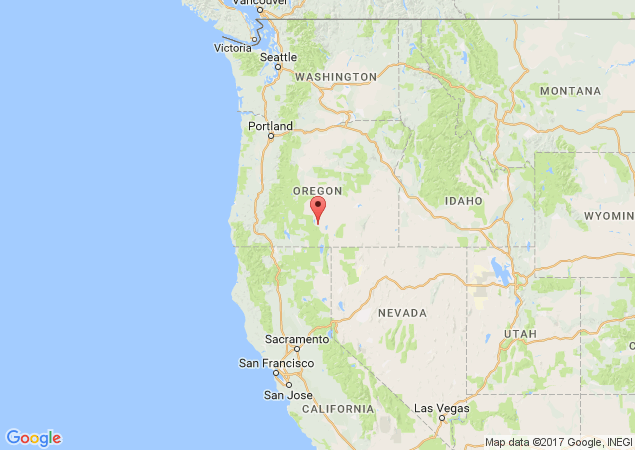 Vancouver
Victoria
Seattle
WASHINGTON
MONTANA
Portland
OREGON
IDAHO
WYOMIN
NEVADA
UTAH
Sacramento
San Francisco
San Jose
CALIFORNIA
Las Vegas
C
Google
Map data ©2017 Google, INEGI